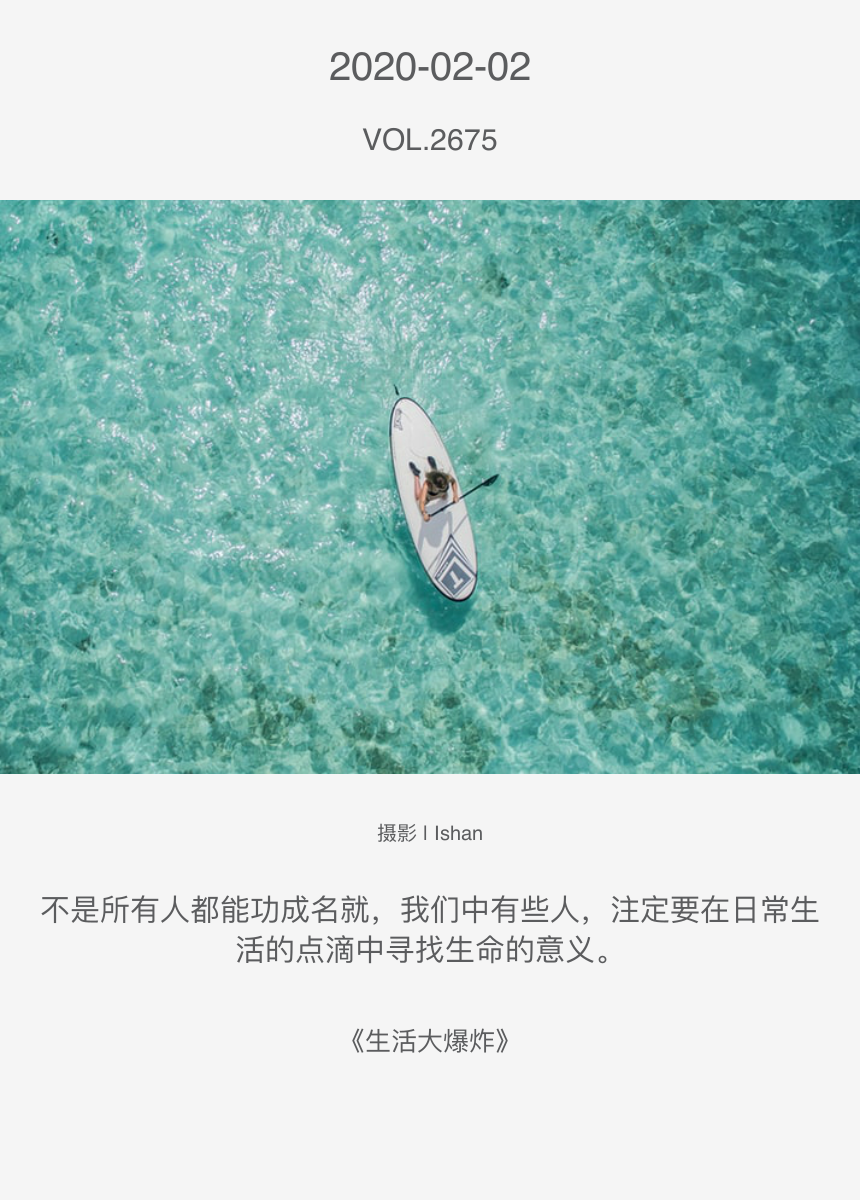 2020-02-02
VOL.2675
摄影 | Ishan
不是所有人都能功成名就，我们中有些人，注定要在日常生
活的点滴中寻找生命的意义。
《生活大爆炸》